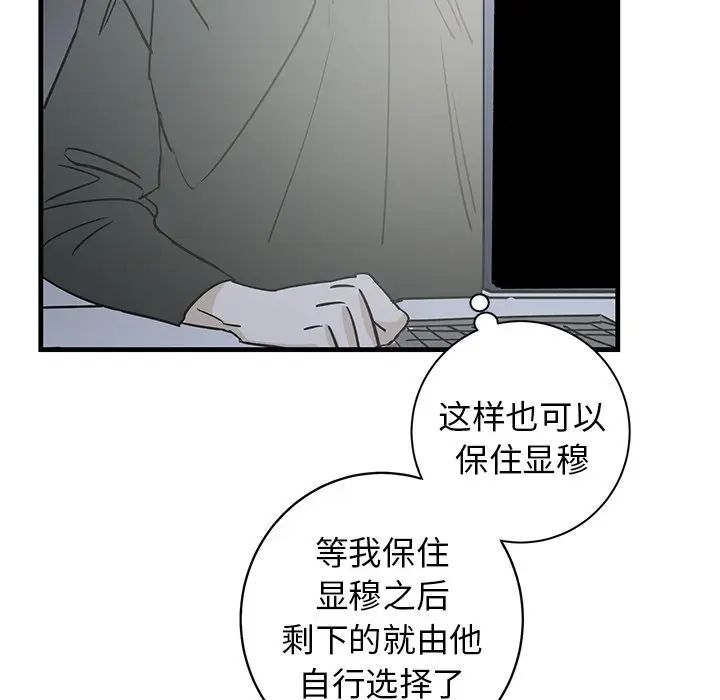 这样也可以
保住显穆
等我保住
显穆之后
剩下的就由他
自行选择了